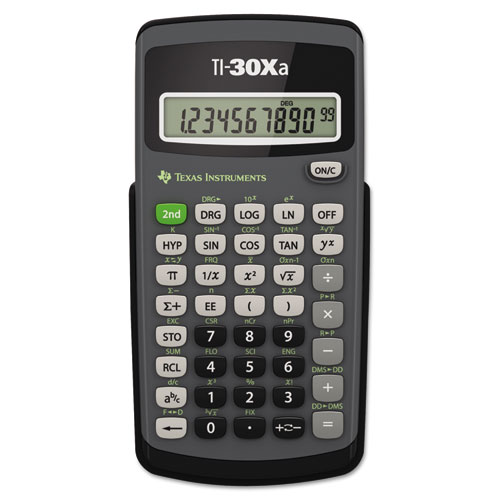 TI-30Xa
DEG
1.234567890 99
TEXAS INSTRUMENTS
ON/C
DRG► 10ˣ eˣ
2nd DRG LOG LN OFF
K SIN⁻¹ COS⁻¹ TAN⁻¹ ˣ√y
HYP SIN COS TAN yˣ
FRQ x̄ σxn-1 σxn
π 1/x x² √x ÷
Σ− n Σx Σx² P►R
Σ+ EE ( ) ×
EXC CSR nCr nPr R►P
STO 7 8 9 −
SUM FLO SCI ENG DMS►DD
RCL 4 5 6 +
d/c x³ % x! DD►DMS
aᵇ/c 1 2 3 =
F◄►D ³√x FIX
← 0 . +⇆−